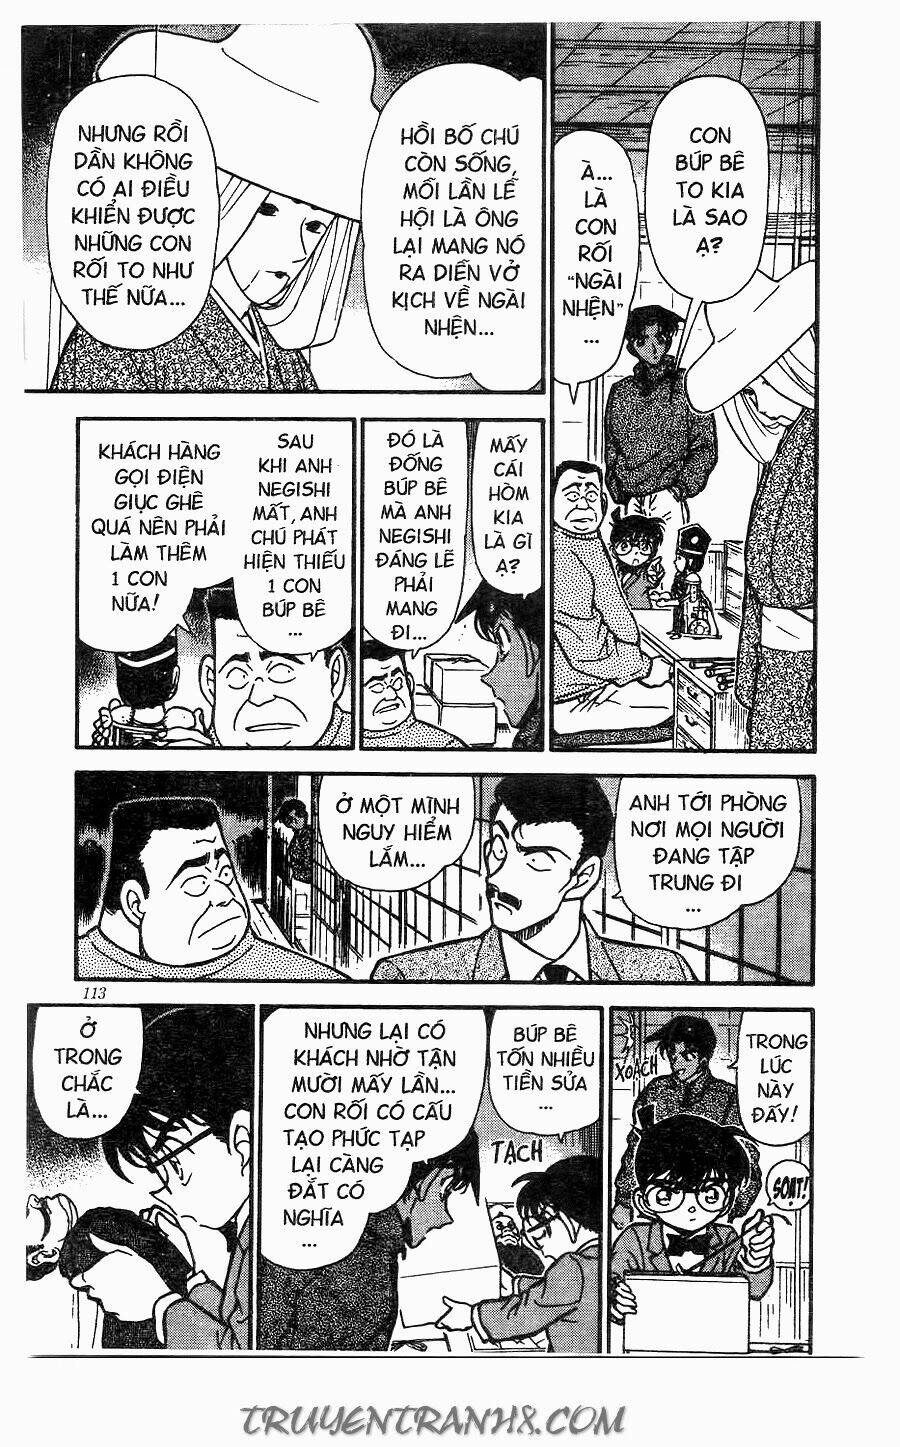 CON
BÚP BÊ
TO KIA
LÀ SAO
Ạ?
À...
LÀ
CON
RỐI
“NGÀI
NHỆN”
...
HỒI BỐ CHÚ
CÒN SỐNG,
MỖI LẦN LỄ
HỘI LÀ ÔNG
LẠI MANG NÓ
RA DIỄN VỞ
KỊCH VỀ NGÀI
NHỆN...
NHƯNG RỒI
DẦN KHÔNG
CÓ AI ĐIỀU
KHIỂN ĐƯỢC
NHỮNG CON
RỐI TO NHƯ
THẾ NỮA...
MẤY
CÁI
HÒM
KIA
LÀ GÌ
Ạ?
ĐÓ LÀ
ĐỐNG
BÚP BÊ
MÀ ANH
NEGISHI
ĐÁNG LẼ
PHẢI
MANG
ĐI...
SAU
KHI ANH
NEGISHI
MẤT, ANH
CHÚ PHÁT
HIỆN THIẾU
1 CON
BÚP BÊ
...
KHÁCH HÀNG
GỌI ĐIỆN
GIỤC GHÊ
QUÁ NÊN PHẢI
LÀM THÊM
1 CON
NỮA!
ANH TỚI PHÒNG
NƠI MỌI NGƯỜI
ĐANG TẬP
TRUNG ĐI
...
Ở MỘT MÌNH
NGUY HIỂM
LẮM...
113
TRONG
LÚC
NÀY
ĐẤY!
XOẠCH
SOẠT!
BÚP BÊ
TỐN NHIỀU
TIỀN SỬA
...
TẠCH
NHƯNG LẠI CÓ
KHÁCH NHỜ TẬN
MƯỜI MẤY LẦN...
CON RỐI CÓ CẤU
TẠO PHỨC TẠP
LẠI CÀNG
ĐẮT CÓ
NGHĨA
...
Ở
TRONG
CHẮC
LÀ...
TRUYENTRANH8.COM